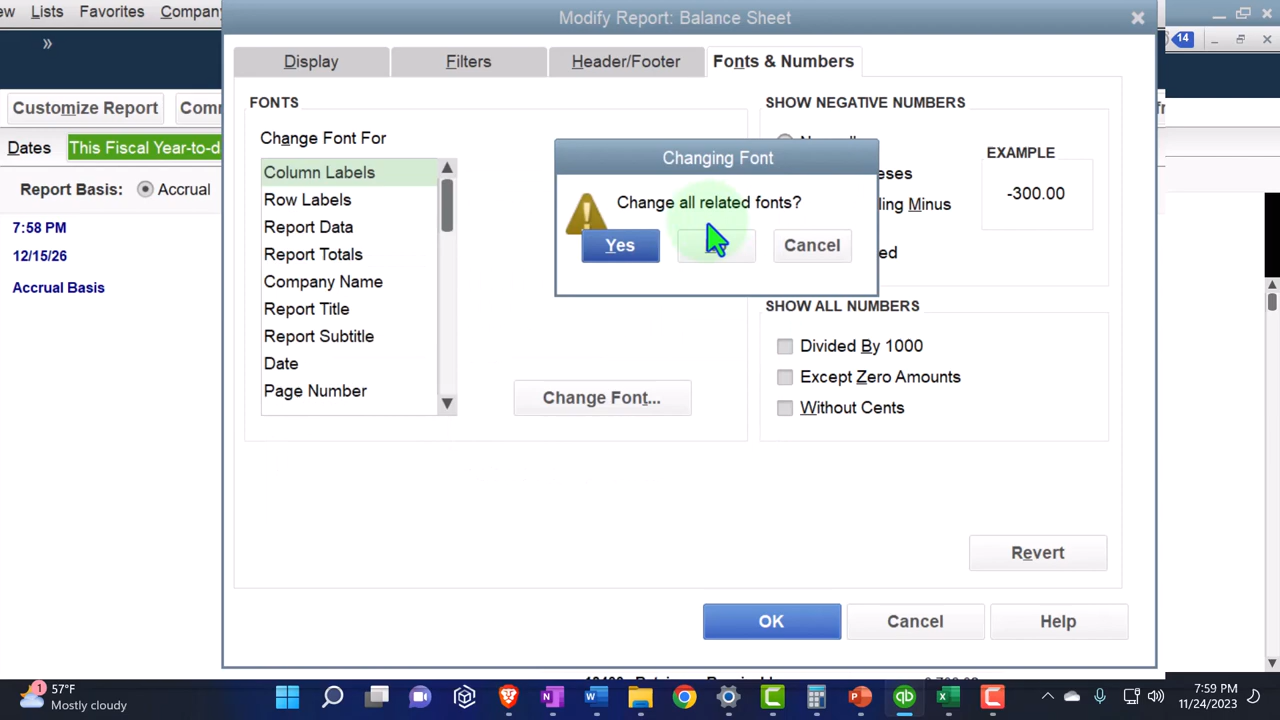 ew Lists Favorites Company
Modify Report: Balance Sheet
»
14
Display Filters Header/Footer Fonts & Numbers
Customize Report
Dates This Fiscal Year-to-d
Report Basis: Accrual
7:58 PM
12/15/26
Accrual Basis
FONTS
Change Font For
Column Labels
Row Labels
Report Data
Report Totals
Company Name
Report Title
Report Subtitle
Date
Page Number
Change Font...
Changing Font
Change all related fonts?
Yes Cancel
SHOW NEGATIVE NUMBERS
EXAMPLE
-300.00
Minus
SHOW ALL NUMBERS
Divided By 1000
Except Zero Amounts
Without Cents
Revert
OK Cancel Help
57°F
Mostly cloudy
1
7:59 PM
11/24/2023